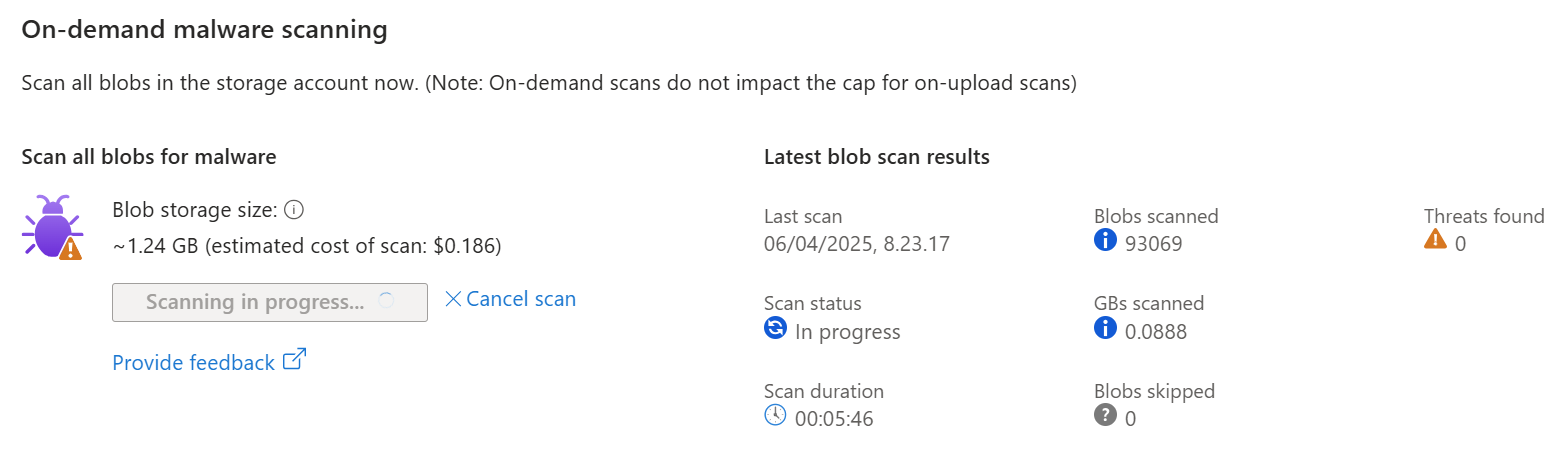 On-demand malware scanning
Scan all blobs in the storage account now. (Note: On-demand scans do not impact the cap for on-upload scans)
Scan all blobs for malware
Blob storage size:
~1.24 GB (estimated cost of scan: $0.186)
Scanning in progress...
Cancel scan
Provide feedback
Latest blob scan results
Last scan
06/04/2025, 8.23.17
Blobs scanned
93069
Threats found
0
Scan status
In progress
GBs scanned
0.0888
Scan duration
00:05:46
Blobs skipped
0